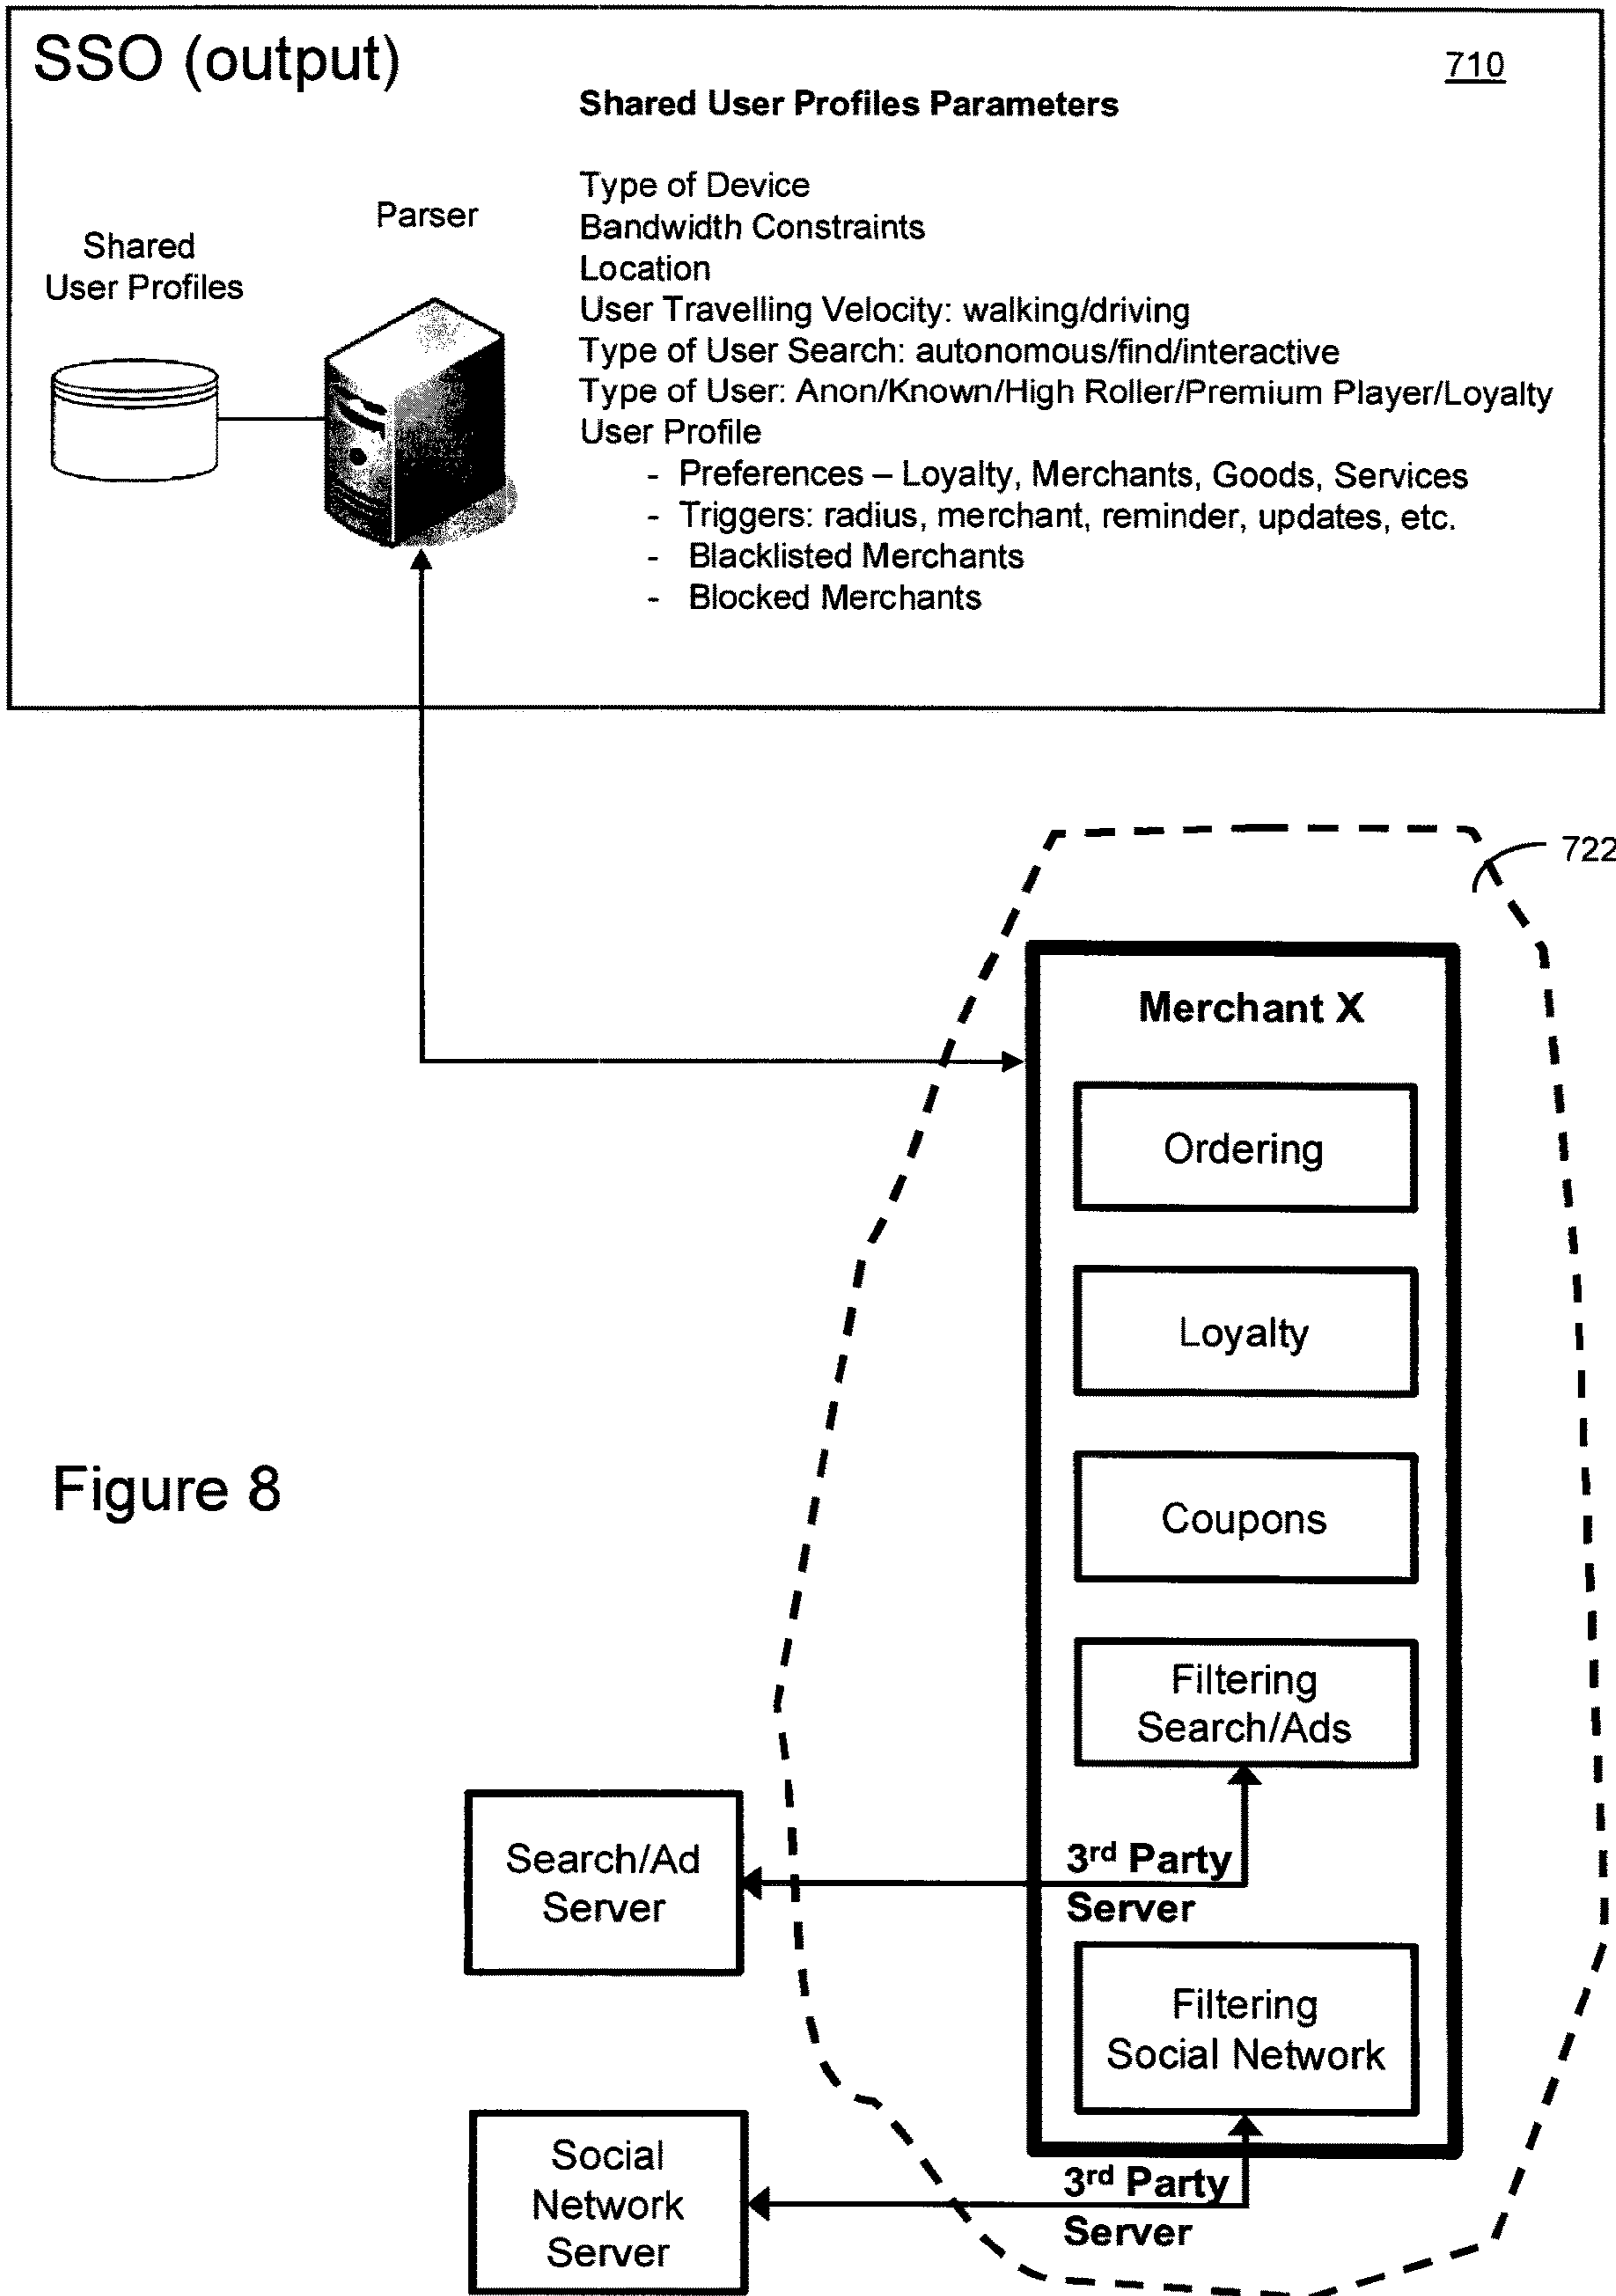 SSO (output)
710
Shared User Profiles Parameters
Shared
User Profiles
Parser
Type of Device
Bandwidth Constraints
Location
User Travelling Velocity: walking/driving
Type of User Search: autonomous/find/interactive
Type of User: Anon/Known/High Roller/Premium Player/Loyalty
User Profile
- Preferences – Loyalty, Merchants, Goods, Services
- Triggers: radius, merchant, reminder, updates, etc.
- Blacklisted Merchants
- Blocked Merchants
722
Merchant X
Ordering
Loyalty
Coupons
Filtering
Search/Ads
3rd Party
Server
Search/Ad
Server
Filtering
Social Network
3rd Party
Server
Social
Network
Server
Figure 8